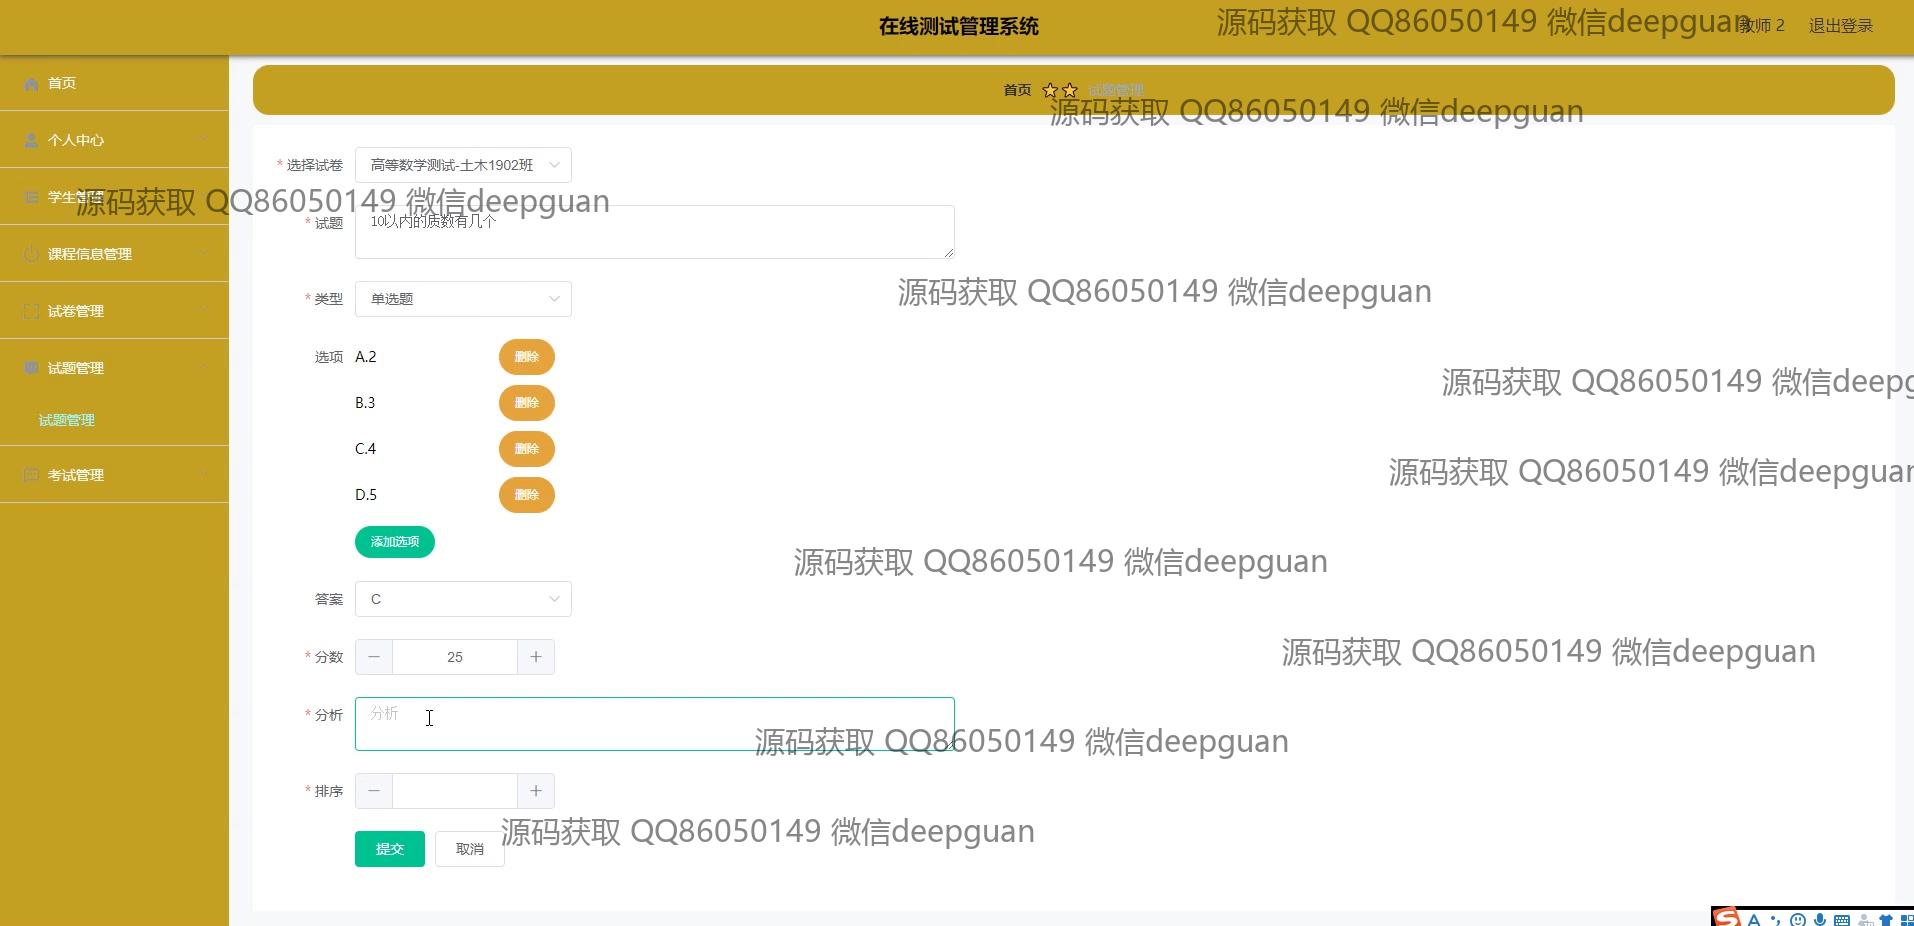 在线测试管理系统
教师 2
退出登录
源码获取 QQ86050149 微信deepguan
首页
个人中心
学生管理
课程信息管理
试卷管理
试题管理
试题管理
考试管理
首页
试题管理
源码获取 QQ86050149 微信deepguan
* 选择试卷
高等数学测试-土木1902班
源码获取 QQ86050149 微信deepguan
* 试题
10以内的质数有几个
* 类型
单选题
源码获取 QQ86050149 微信deepguan
选项
A.2
删除
源码获取 QQ86050149 微信deepg
B.3
删除
C.4
删除
源码获取 QQ86050149 微信deepguan
D.5
删除
添加选项
源码获取 QQ86050149 微信deepguan
答案
C
* 分数
25
源码获取 QQ86050149 微信deepguan
* 分析
分析
源码获取 QQ86050149 微信deepguan
* 排序
源码获取 QQ86050149 微信deepguan
提交
取消
S
A